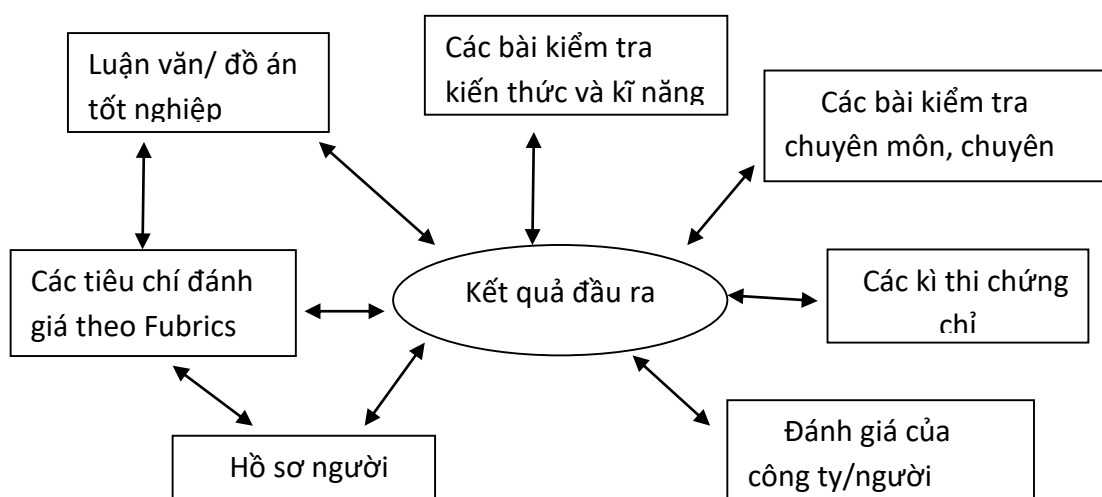 Luận văn/ đồ án
tốt nghiệp
Các bài kiểm tra
kiến thức và kĩ năng
Các bài kiểm tra
chuyên môn, chuyên
Các tiêu chí đánh
giá theo Fubrics
Kết quả đầu ra
Các kì thi chứng
chỉ
Hồ sơ người
Đánh giá của
công ty/người